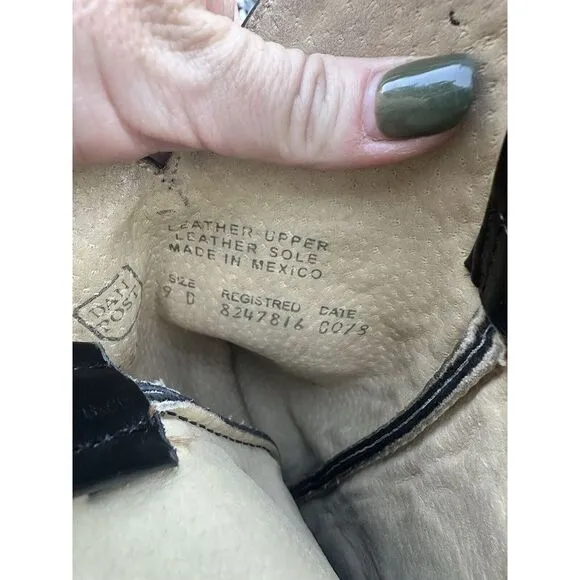 LEATHER UPPER
LEATHER SOLE
MADE IN MEXICO
SIZE REGISTRED DATE
9 D 8247816 0078
DAN
POST